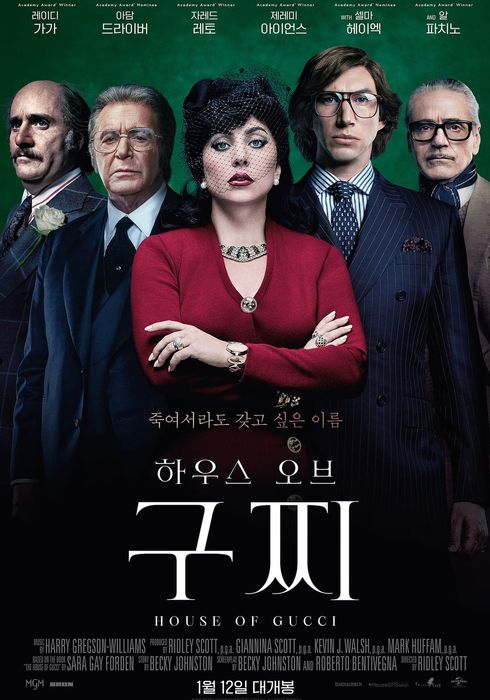 Academy Award® Winner Academy Award® Nominee Academy Award® Winner Academy Award® Winner Academy Award® Nominee Academy Award® Winner
레이디 아담 자레드 제레미 WITH 셀마 AND 알
가가 드라이버 레토 아이언스 헤이엑 파치노
죽여서라도 갖고 싶은 이름
하우스 오브
구찌
HOUSE OF GUCCI
MUSIC BY HARRY GREGSON-WILLIAMS PRODUCED BY RIDLEY SCOTT, p.g.a. GIANNINA SCOTT, p.g.a. KEVIN J. WALSH, p.g.a. MARK HUFFAM, p.g.a.
BASED ON THE BOOK "THE HOUSE OF GUCCI" BY SARA GAY FORDEN STORY BY BECKY JOHNSTON SCREENPLAY BY BECKY JOHNSTON AND ROBERTO BENTIVEGNA DIRECTED BY RIDLEY SCOTT
MGM BRON 1월 12일 대개봉 #HouseOfGucci UNIVERSAL